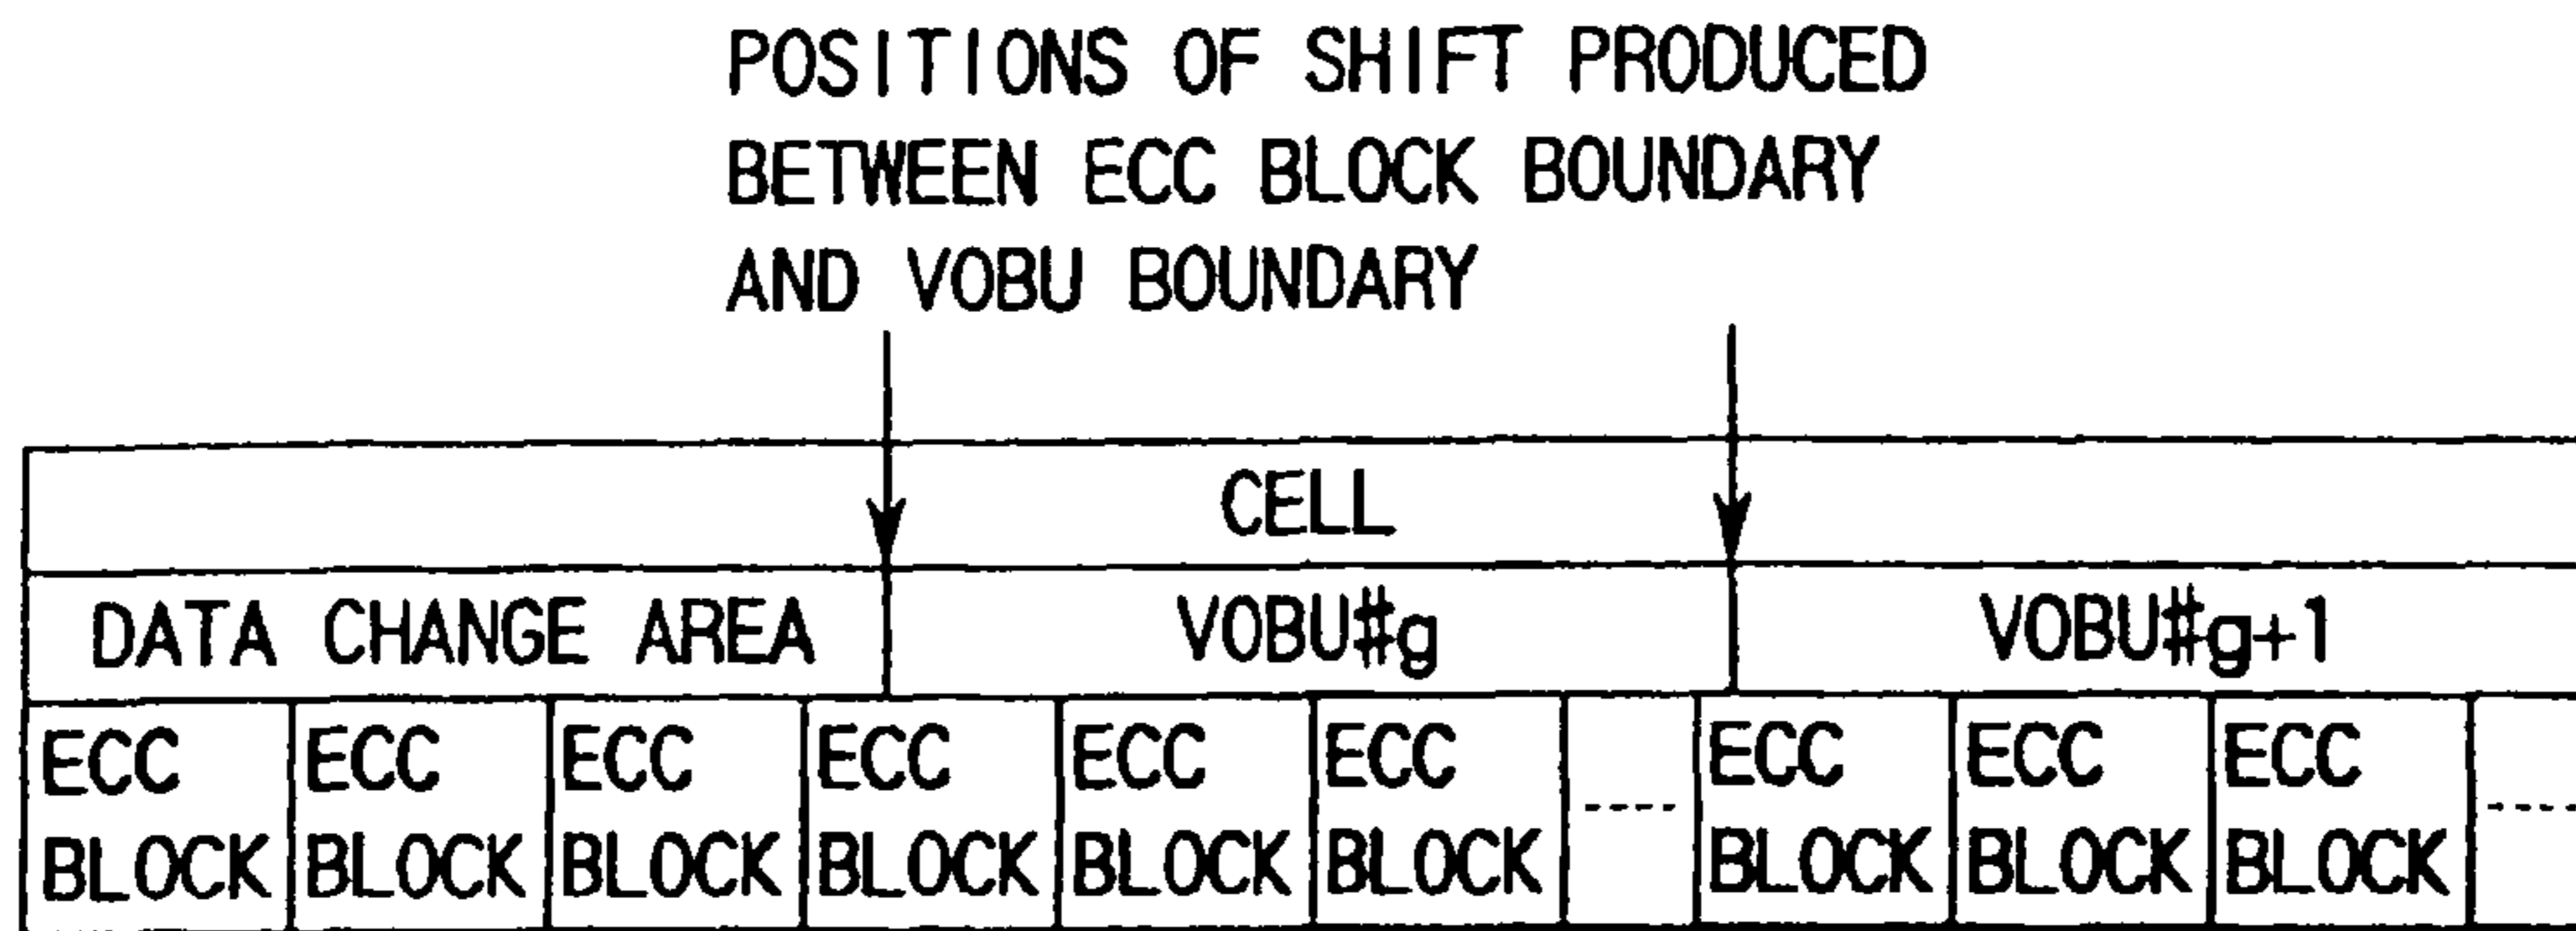 POSITIONS OF SHIFT PRODUCED
BETWEEN ECC BLOCK BOUNDARY
AND VOBU BOUNDARY
CELL
DATA CHANGE AREA VOBU#g VOBU#g+1
ECC ECC ECC ECC ECC ECC ECC ECC ECC
BLOCK BLOCK BLOCK BLOCK BLOCK BLOCK BLOCK BLOCK BLOCK